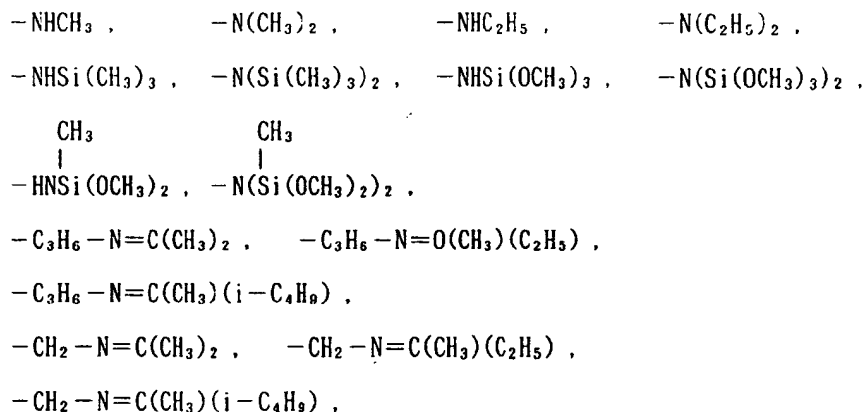 −NHCH₃ , −N(CH₃)₂ , −NHC₂H₅ , −N(C₂H₅)₂ ,
−NHSi(CH₃)₃ , −N(Si(CH₃)₃)₂ , −NHSi(OCH₃)₃ , −N(Si(OCH₃)₃)₂ ,
CH₃ CH₃
| |
−HNSi(OCH₃)₂ , −N(Si(OCH₃)₂)₂ ,
−C₃H₆−N=C(CH₃)₂ , −C₃H₆−N=O(CH₃)(C₂H₅) ,
−C₃H₆−N=C(CH₃)(i−C₄H₉) ,
−CH₂−N=C(CH₃)₂ , −CH₂−N=C(CH₃)(C₂H₅) ,
−CH₂−N=C(CH₃)(i−C₄H₉) ,